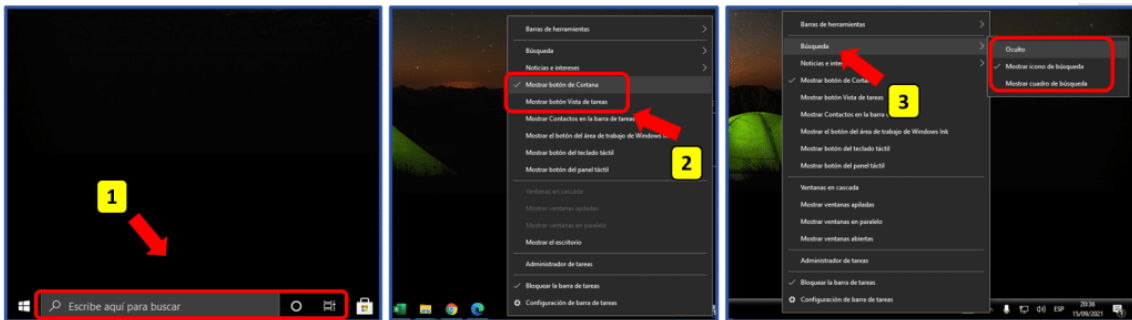 1
Escribe aquí para buscar
Barras de herramientas
Búsqueda
Noticias e intereses
Mostrar botón de Cortana
Mostrar botón Vista de tareas
Mostrar Contactos en la barra de tareas
Mostrar el botón del área de trabajo de Windows
Mostrar botón del teclado táctil
Mostrar botón del panel táctil
2
Ventanas en cascada
Mostrar ventanas apiladas
Mostrar ventanas en paralelo
Mostrar el escritorio
Administrador de tareas
Bloquear la barra de tareas
Configuración de barra de tareas
Barras de herramientas
Búsqueda
Noticias e inte
Mostrar botón de Corta
Mostrar botón Vista de tareas
Mostrar Contactos en la barra
Mostrar el botón del área de trabajo de Windows Ink
Mostrar botón del teclado táctil
Mostrar botón del panel táctil
3
Ventanas en cascada
Mostrar ventanas apiladas
Mostrar ventanas en paralelo
Mostrar ventanas abiertas
Administrador de tareas
Bloquear la barra de tareas
Configuración de barra de tareas
Oculto
Mostrar icono de búsqueda
Mostrar cuadro de búsqueda
ESP
20:36
15/09/2021